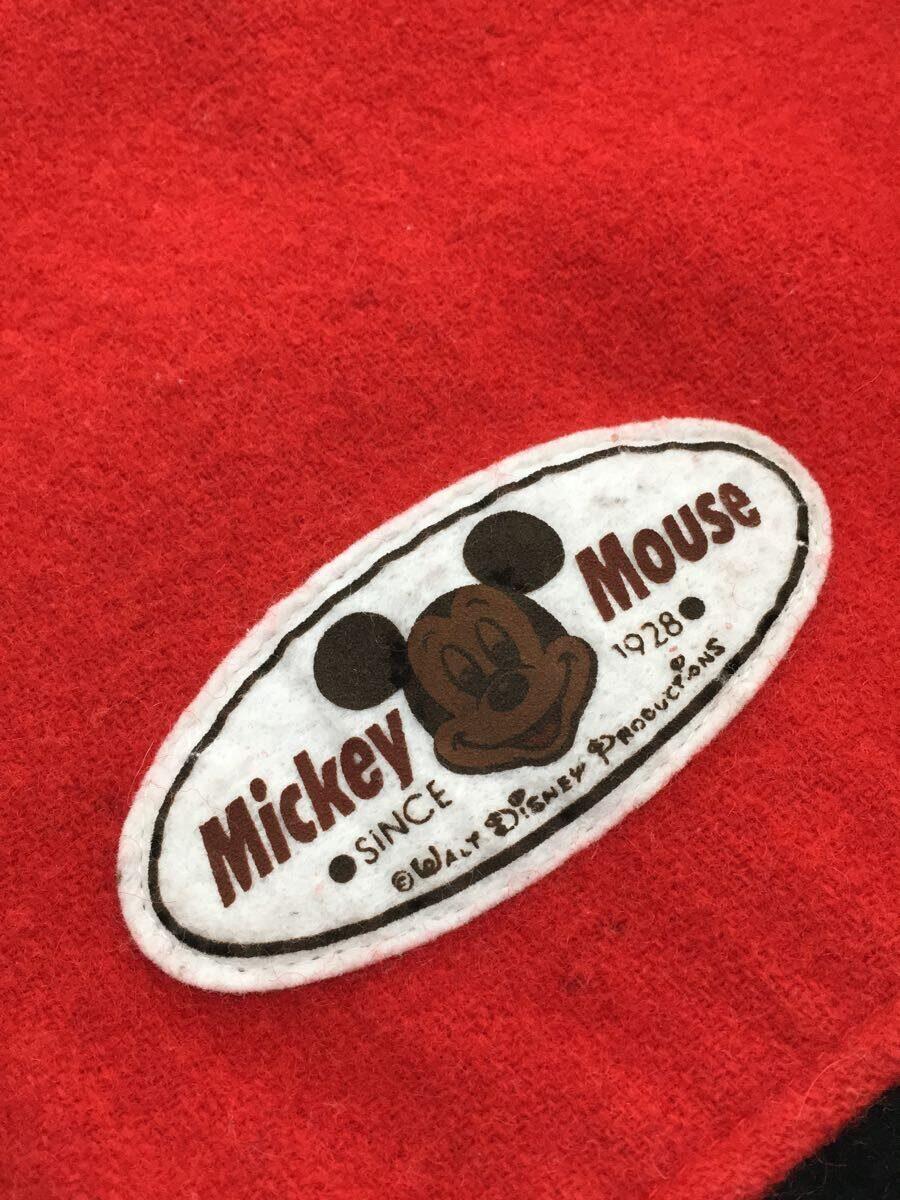 Mickey Mouse
•SiNCE 1928•
©WALT DISNEY PRODUCTIONS